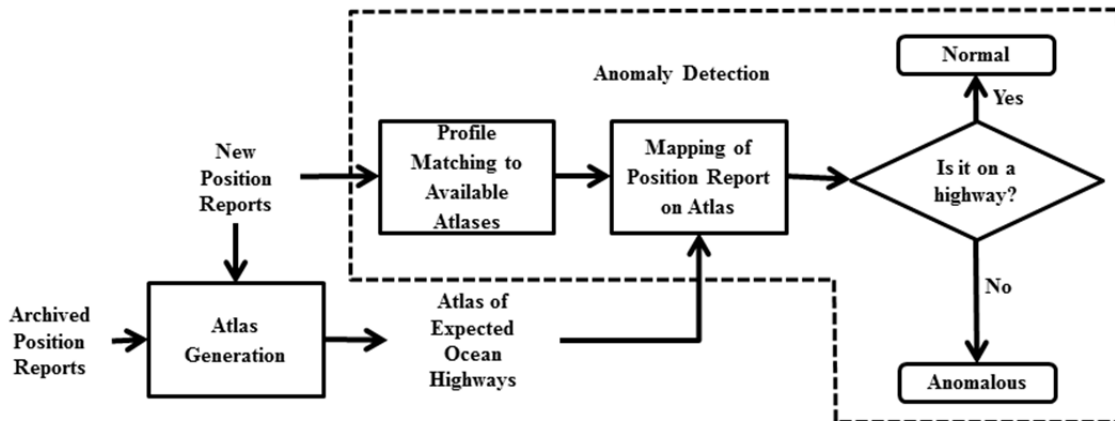 Normal
Anomaly Detection
Yes
Profile
Matching to
Available
Atlases
Mapping of
Position Report
on Atlas
Is it on a
highway?
New
Position
Reports
No
Archived
Position
Reports
Atlas
Generation
Atlas of
Expected
Ocean
Highways
Anomalous